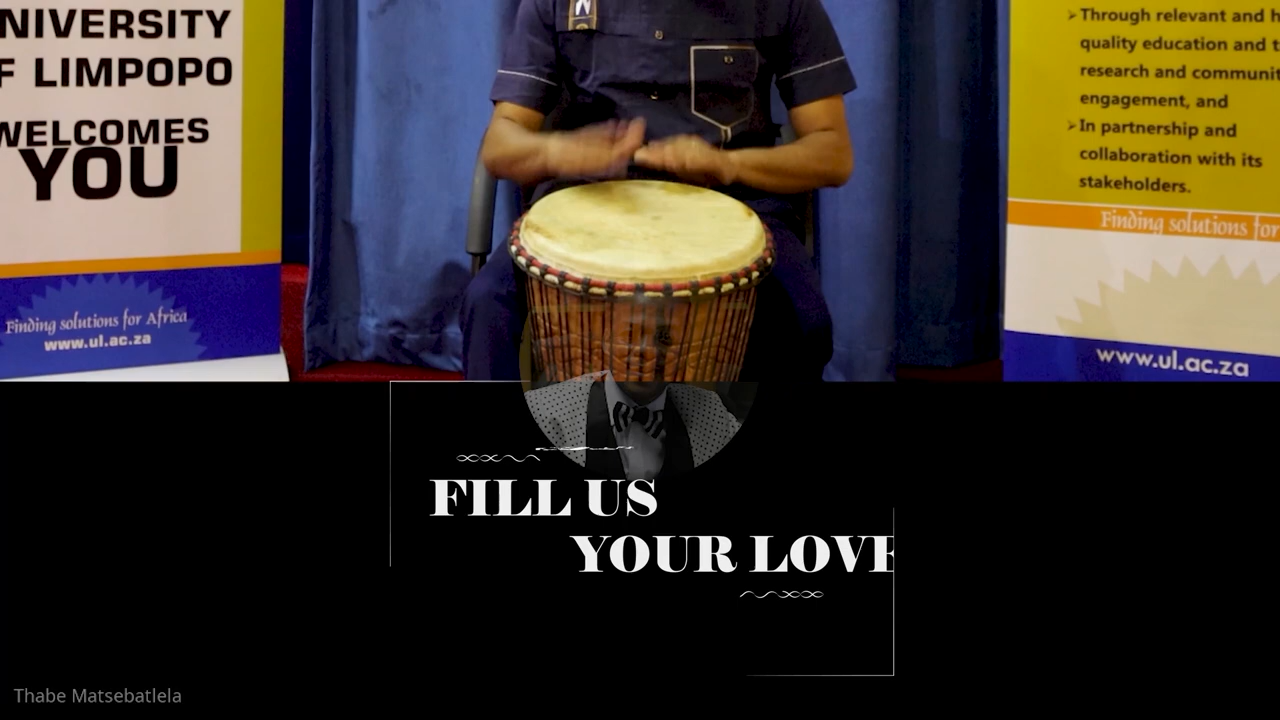 NIVERSITY
F LIMPOPO
WELCOMES
YOU
Finding solutions for Africa
www.ul.ac.za
➢Through relevant and h
quality education and t
research and communit
engagement, and
➢In partnership and
collaboration with its
stakeholders.
Finding solutions for
www.ul.ac.za
FILL US
YOUR LOVE
Thabe Matsebatlela